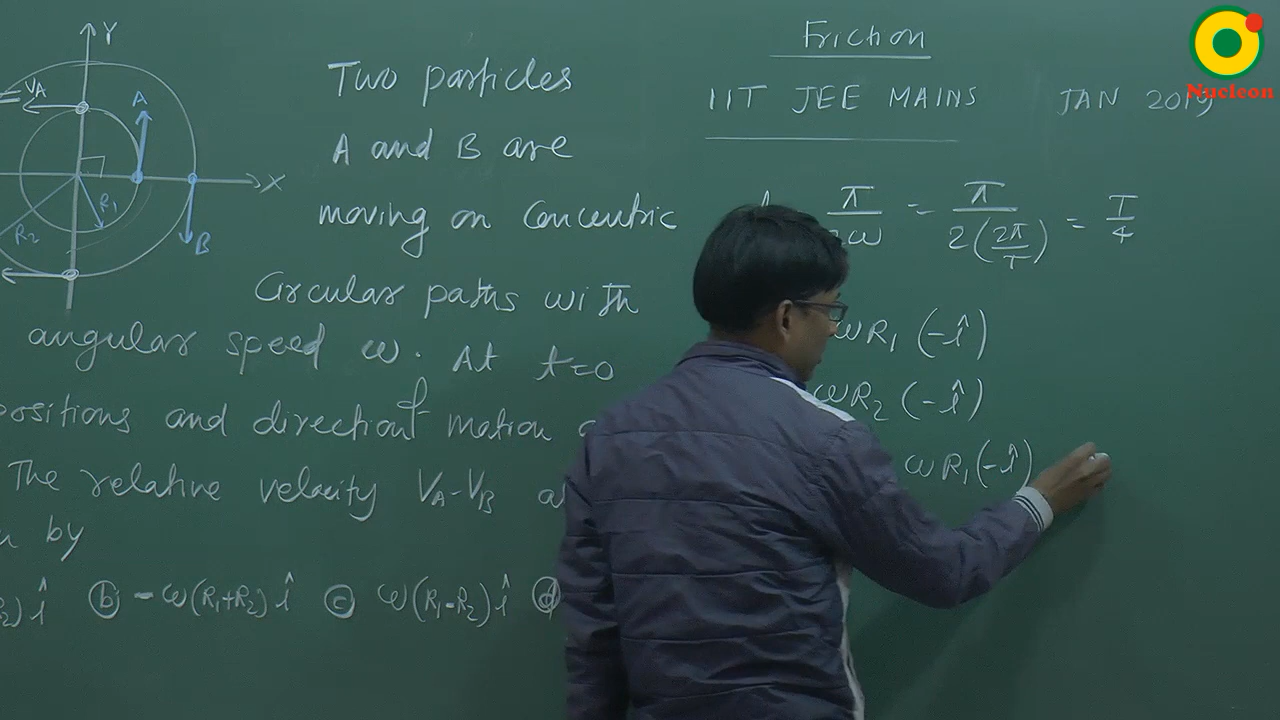 Y
VA
A
X
R1
R2
B
Two particles
A and B are
moving on Concentric
Circular paths with
angular speed ω. At t=0
positions and direction of motion
The relative velocity VA-VB
by
R2) î (b) - ω(R1+R2) î (c) ω(R1-R2) î (d)
Friction
IIT JEE MAINS JAN 2019
Nucleon
π/2ω = π/2(2π/T) = T/4
ωR1 (-î)
ωR2 (-î)
ωR1(-î)